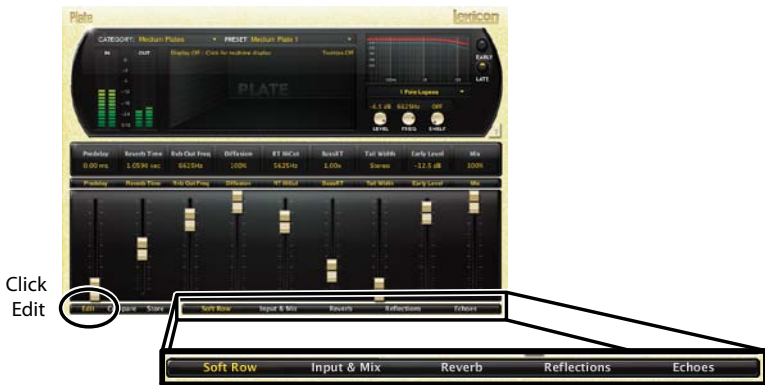 Plate
lexicon
CATEGORY: Medium Plates PRESET: Medium Plate 1
IN OUT
Display Off - Click for realtime display
PLATE
EARLY
LATE
1 Pole Lopass
-6.5 dB 6625Hz OFF
LEVEL FREQ SHELF
Predelay Reverb Time Rvb Out Freq Diffusion RT HiCut BassRT Tail Width Early Level Mix
0.00 ms 1.0590 sec 6625Hz 100% 5625Hz 1.00x Stereo -12.5 dB 100%
Predelay Reverb Time Rvb Out Freq Diffusion RT HiCut BassRT Tail Width Early Level Mix
Click
Edit
Edit Compare Store Soft Row Input & Mix Reverb Reflections Echoes
Soft Row Input & Mix Reverb Reflections Echoes